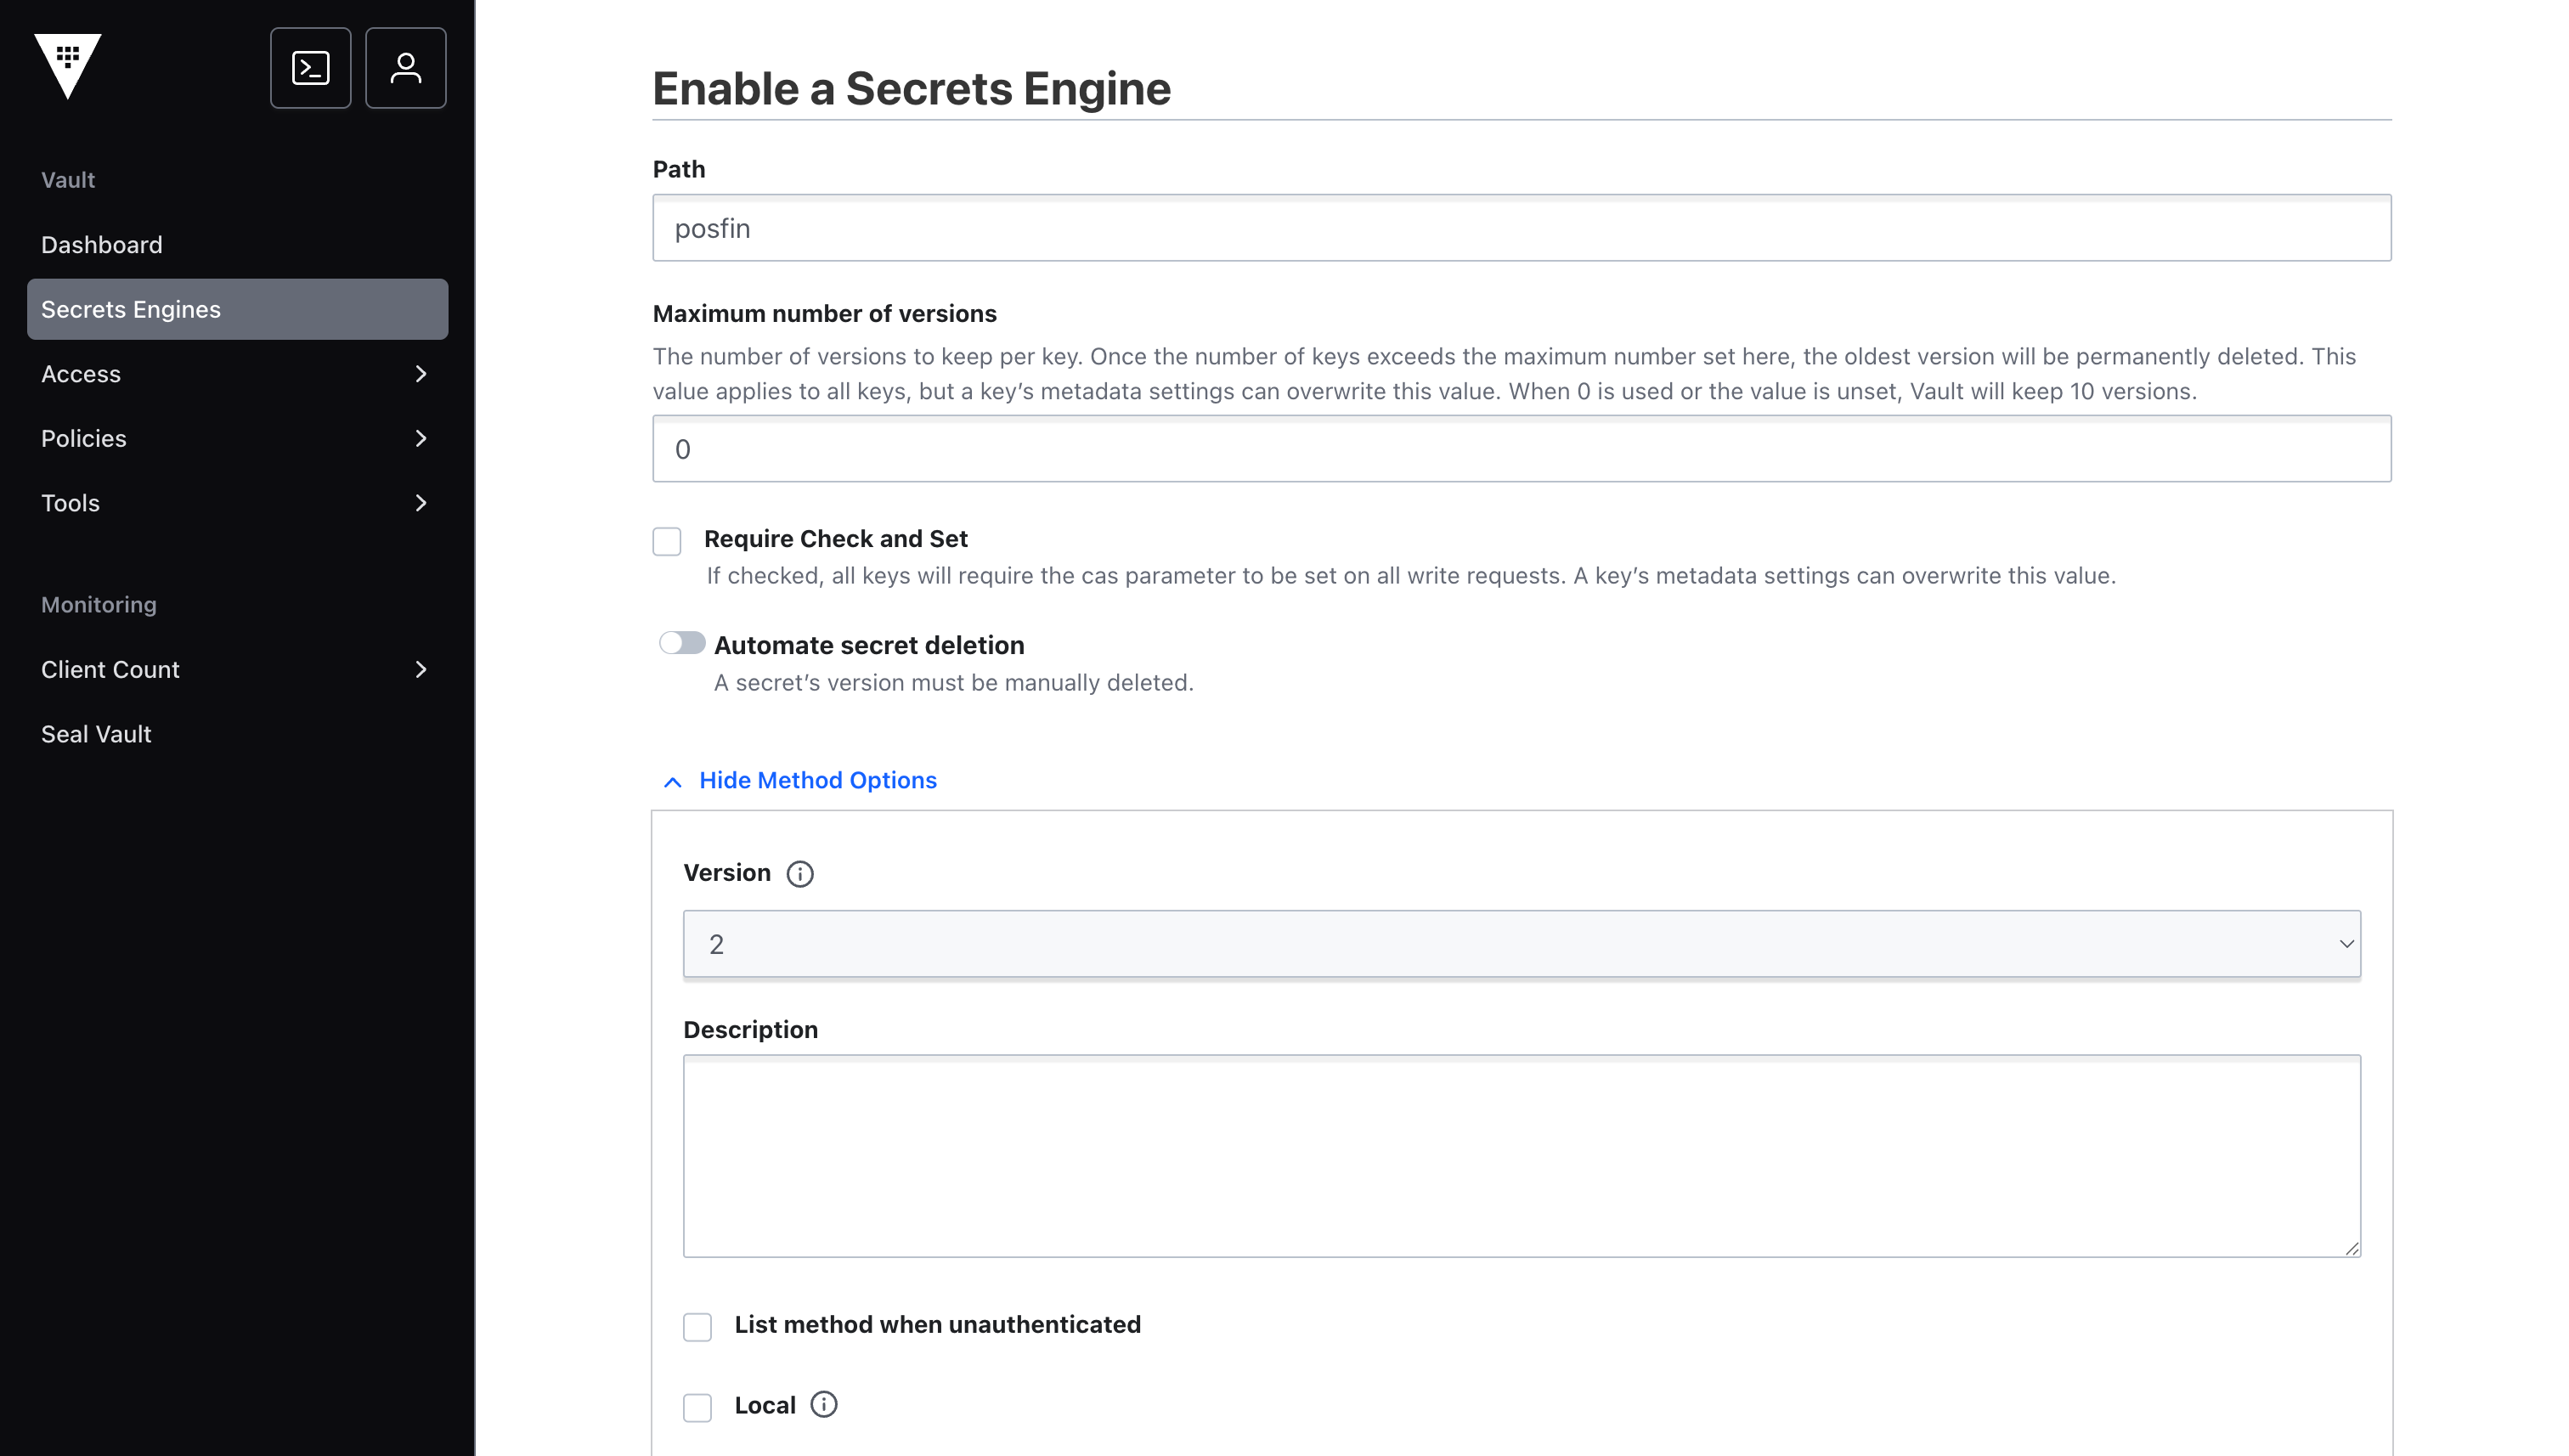 Vault
Dashboard
Secrets Engines
Access
Policies
Tools
Monitoring
Client Count
Seal Vault
Enable a Secrets Engine
Path
posfin
Maximum number of versions
The number of versions to keep per key. Once the number of keys exceeds the maximum number set here, the oldest version will be permanently deleted. This
value applies to all keys, but a key’s metadata settings can overwrite this value. When 0 is used or the value is unset, Vault will keep 10 versions.
0
Require Check and Set
If checked, all keys will require the cas parameter to be set on all write requests. A key’s metadata settings can overwrite this value.
Automate secret deletion
A secret’s version must be manually deleted.
Hide Method Options
Version
2
Description
List method when unauthenticated
Local